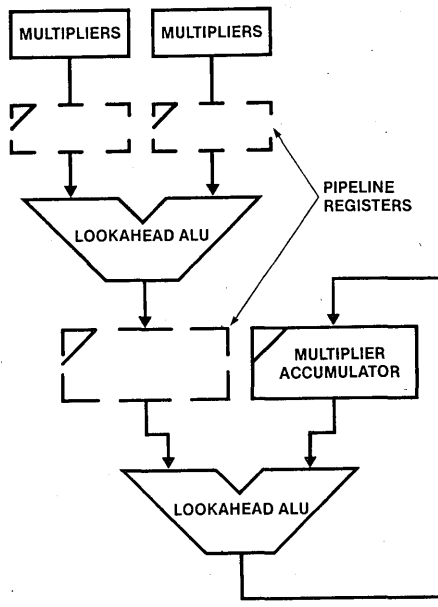 MULTIPLIERS
MULTIPLIERS
PIPELINE
REGISTERS
LOOKAHEAD ALU
MULTIPLIER
ACCUMULATOR
LOOKAHEAD ALU